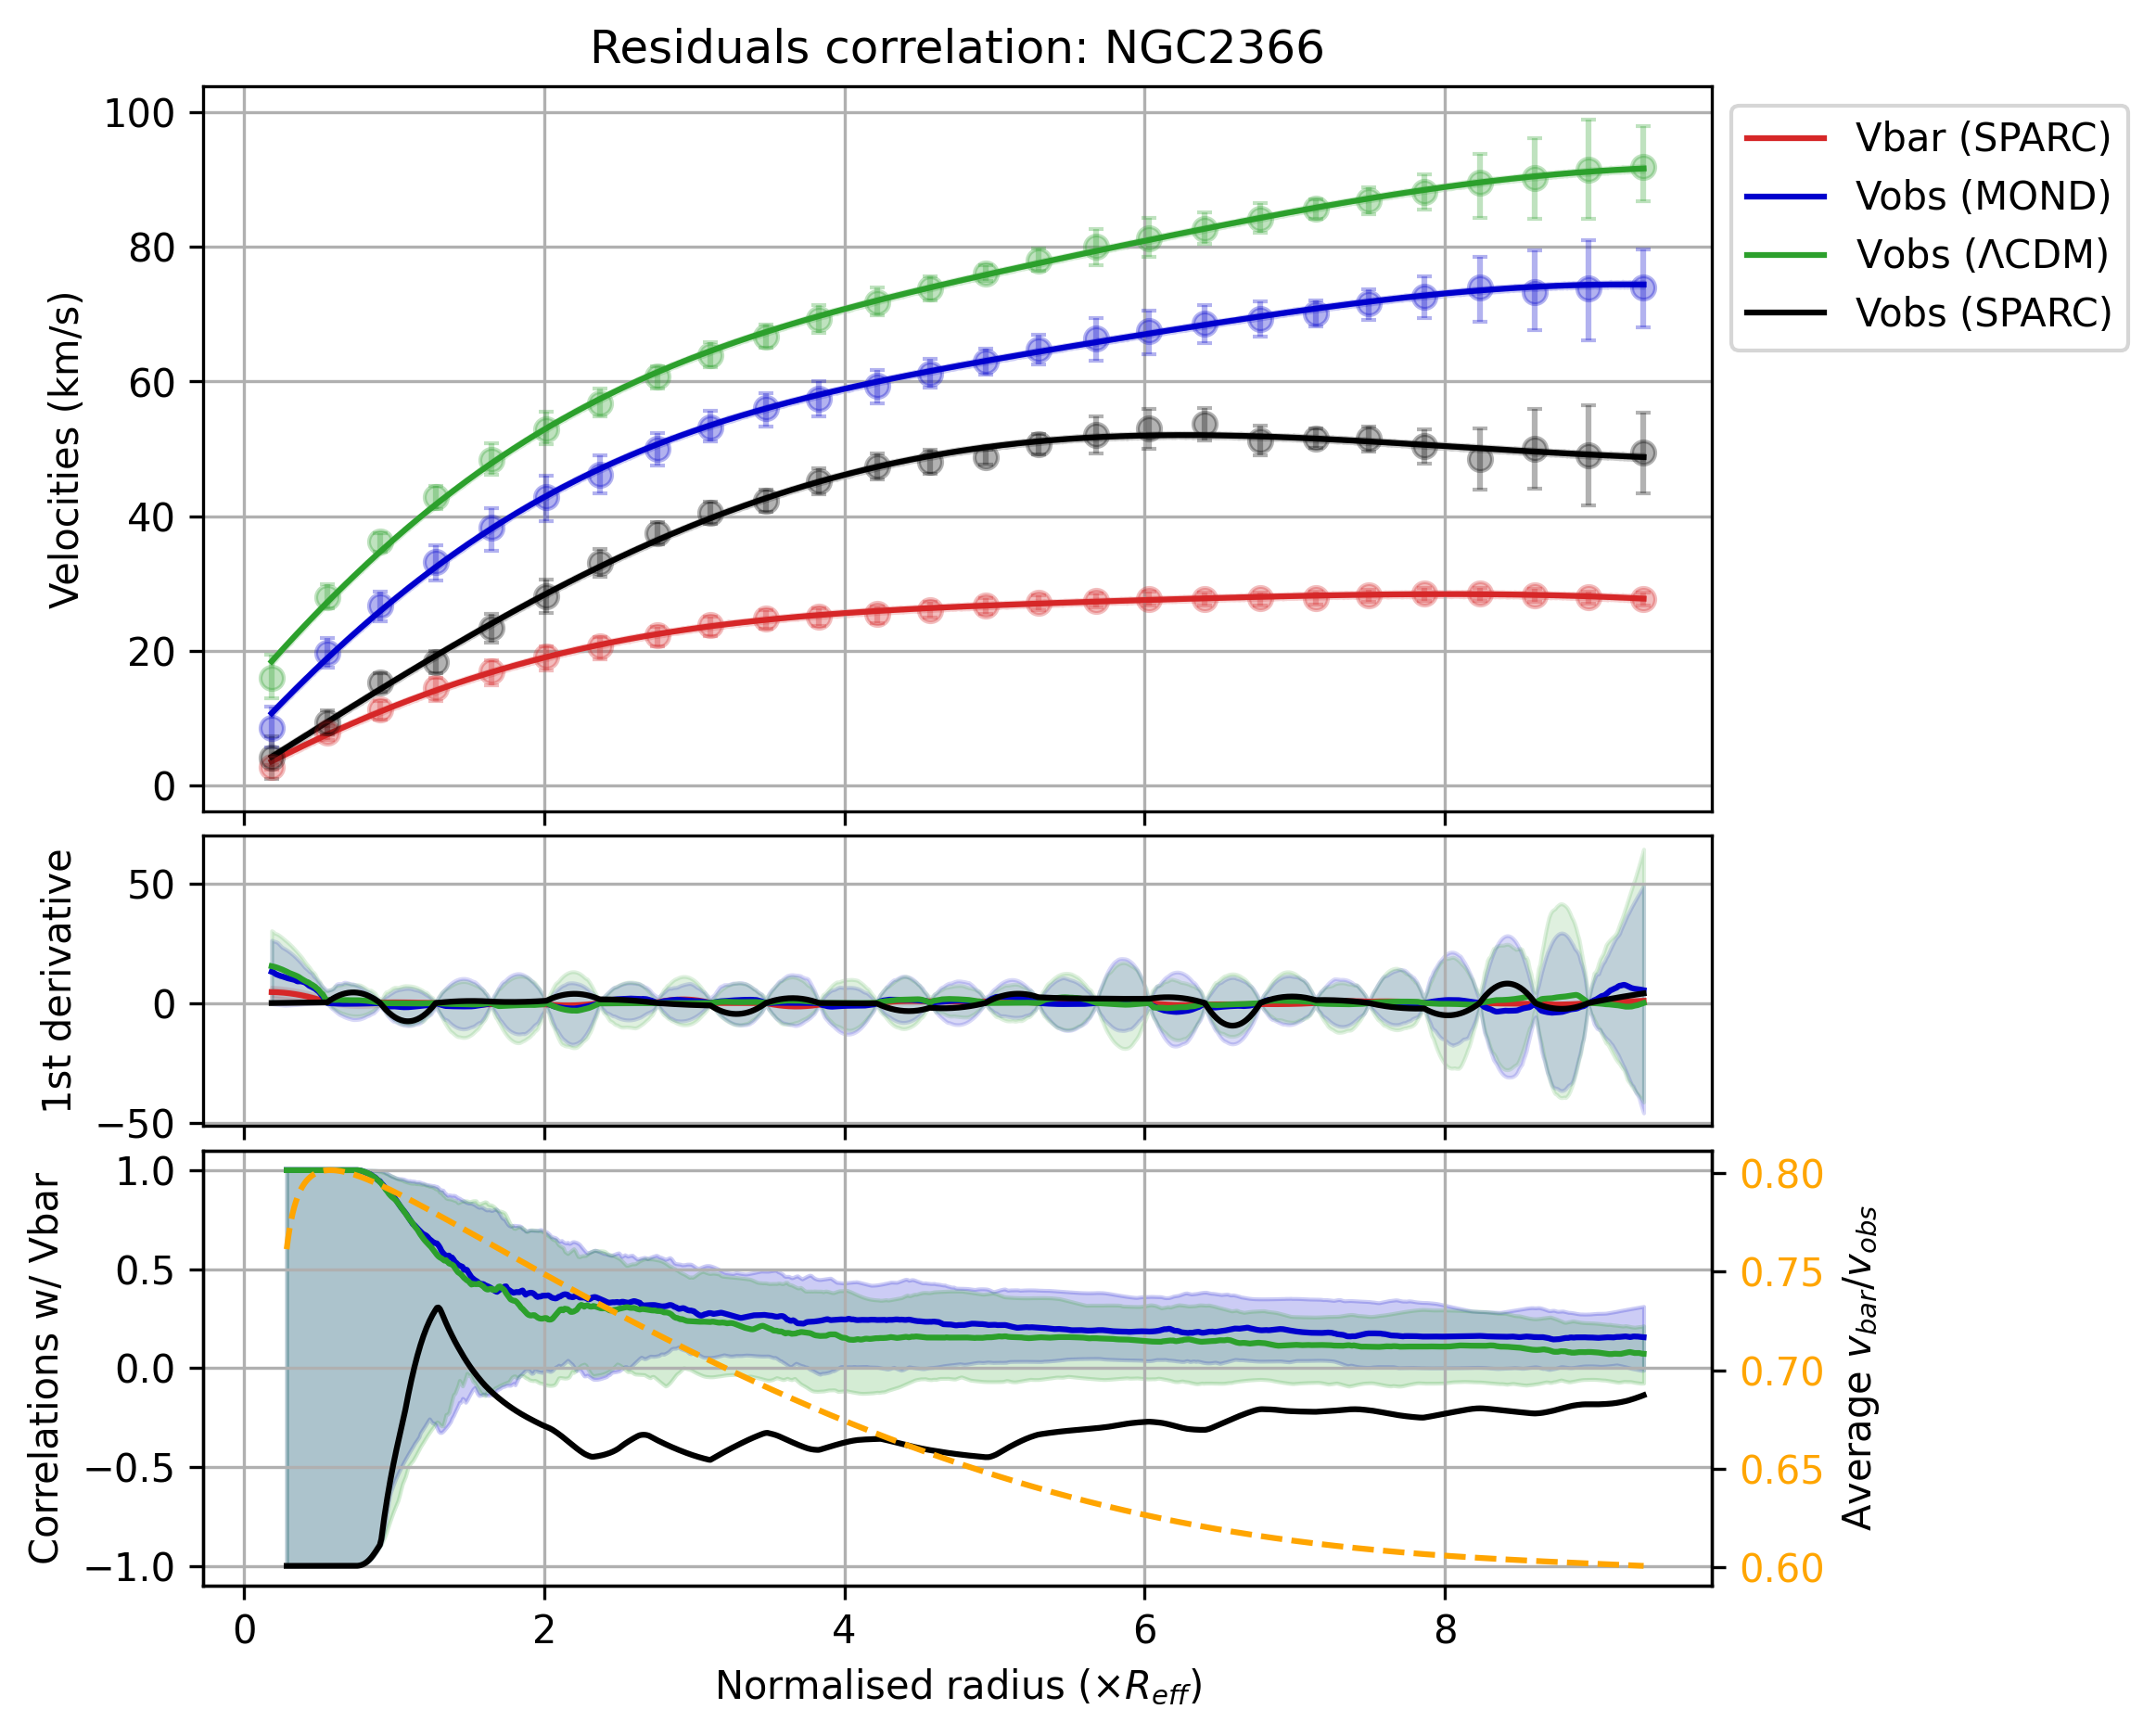 Residuals correlation: NGC2366
100
80
60
40
20
0
Velocities (km/s)
Vbar (SPARC)
Vobs (MOND)
Vobs (ΛCDM)
Vobs (SPARC)
50
0
−50
1st derivative
1.0
0.5
0.0
−0.5
−1.0
Correlations w/ Vbar
0.80
0.75
0.70
0.65
0.60
Average v_bar/v_obs
0 2 4 6 8
Normalised radius (×R_eff)